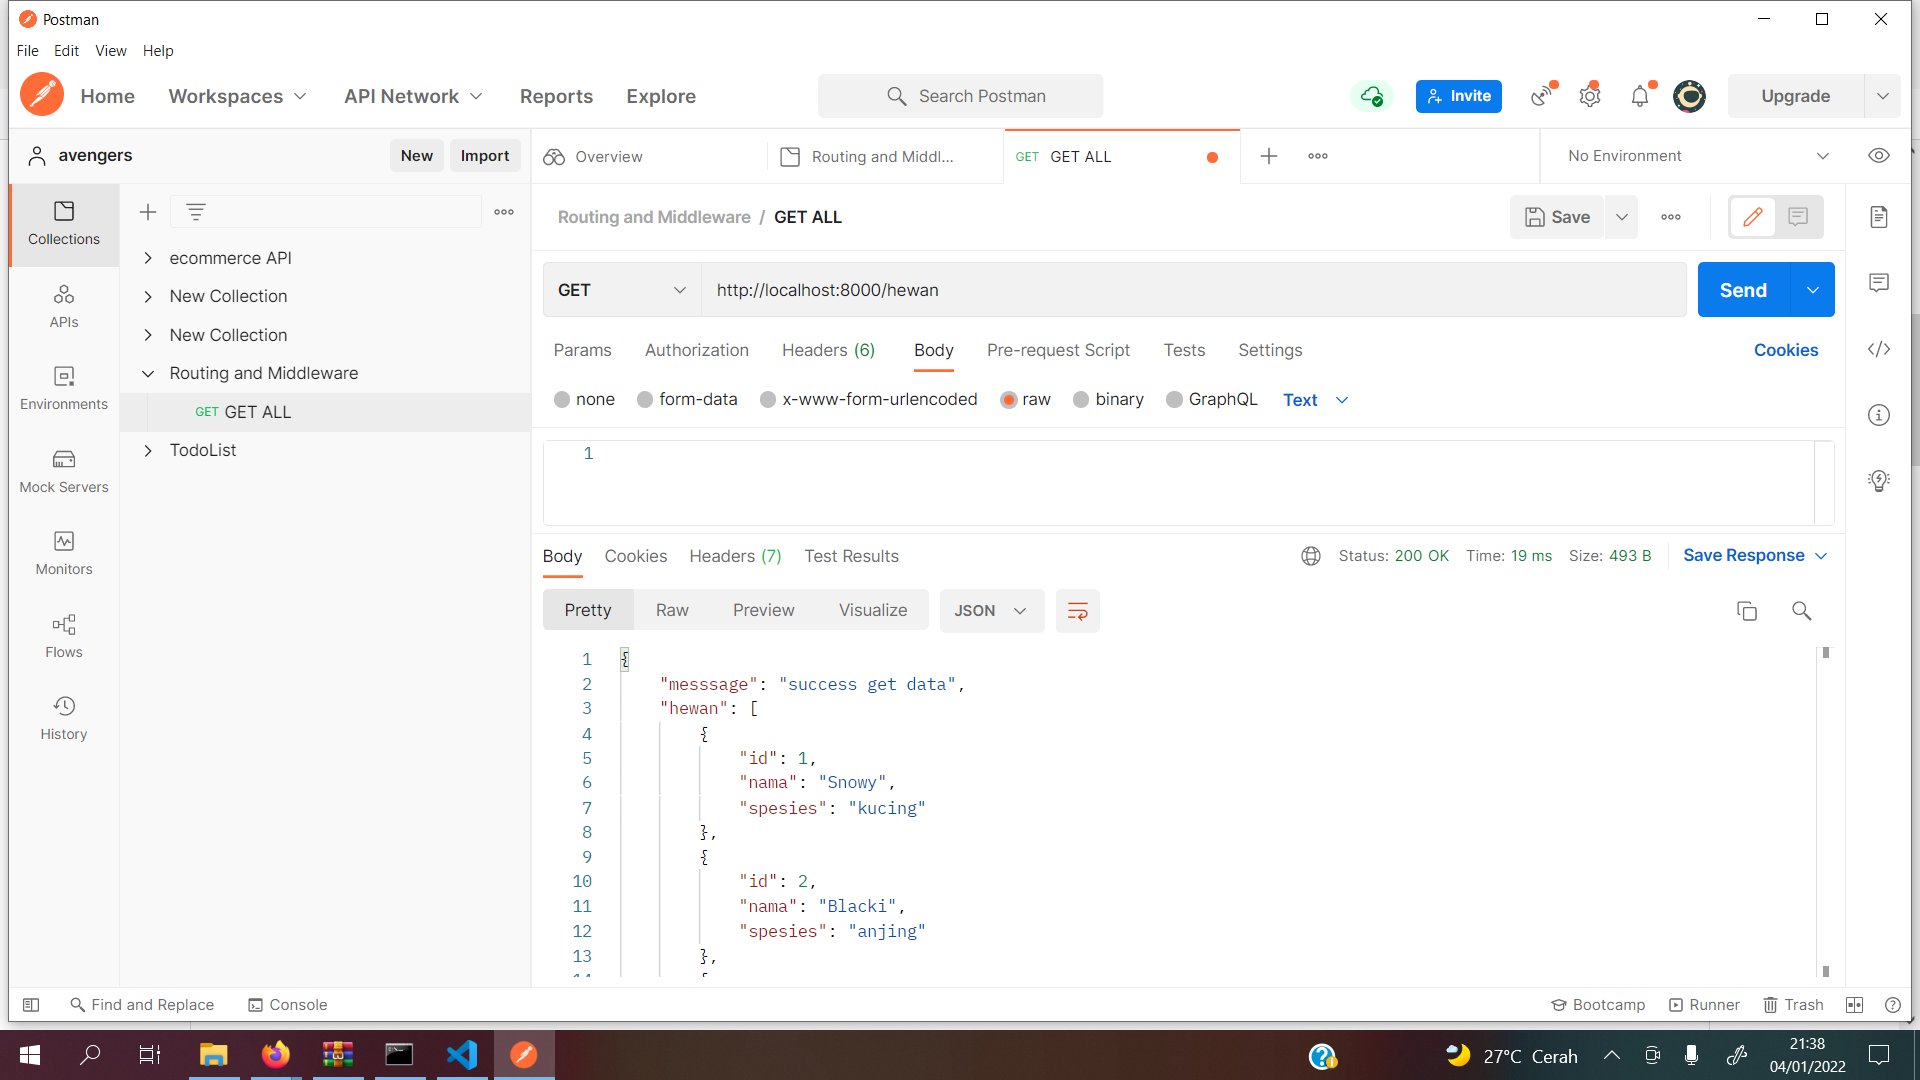 Postman
File Edit View Help
Home Workspaces API Network Reports Explore Search Postman Invite Upgrade
avengers New Import
Overview Routing and Middl... GET GET ALL No Environment
Collections
APIs
Environments
Mock Servers
Monitors
Flows
History
ecommerce API
New Collection
New Collection
Routing and Middleware
GET GET ALL
TodoList
Routing and Middleware / GET ALL Save
GET http://localhost:8000/hewan Send
Params Authorization Headers (6) Body Pre-request Script Tests Settings Cookies
none form-data x-www-form-urlencoded raw binary GraphQL Text
1
Body Cookies Headers (7) Test Results Status: 200 OK Time: 19 ms Size: 493 B Save Response
Pretty Raw Preview Visualize JSON
1 {
2 "messsage": "success get data",
3 "hewan": [
4 {
5 "id": 1,
6 "nama": "Snowy",
7 "spesies": "kucing"
8 },
9 {
10 "id": 2,
11 "nama": "Blacki",
12 "spesies": "anjing"
13 },
Find and Replace Console Bootcamp Runner Trash
27°C Cerah 21:38
04/01/2022